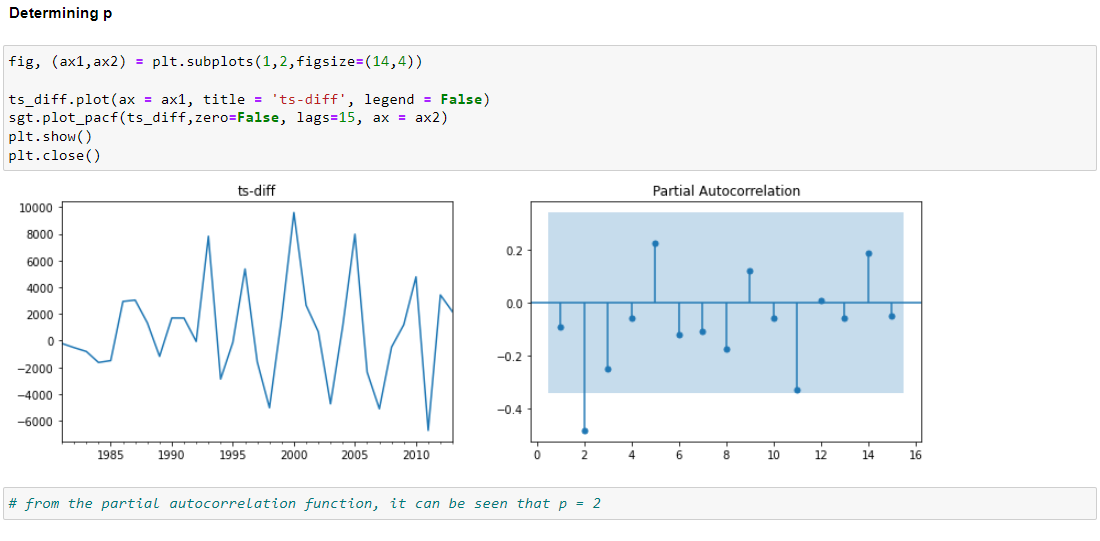 Determining p
fig, (ax1,ax2) = plt.subplots(1,2,figsize=(14,4))
ts_diff.plot(ax = ax1, title = 'ts-diff', legend = False)
sgt.plot_pacf(ts_diff,zero=False, lags=15, ax = ax2)
plt.show()
plt.close()
ts-diff
10000
8000
6000
4000
2000
0
−2000
−4000
−6000
1985 1990 1995 2000 2005 2010
Partial Autocorrelation
0.2
0.0
−0.2
−0.4
0 2 4 6 8 10 12 14 16
# from the partial autocorrelation function, it can be seen that p = 2